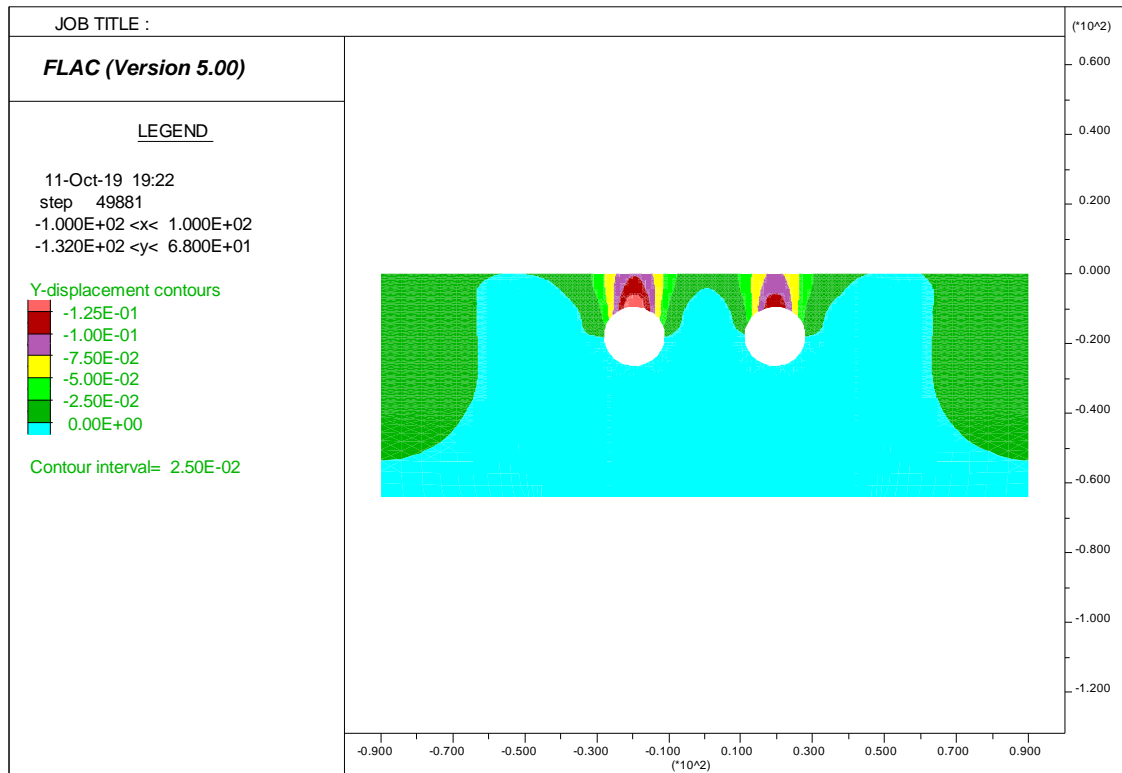 JOB TITLE :
FLAC (Version 5.00)
LEGEND
11-Oct-19 19:22
step 49881
-1.000E+02 <x< 1.000E+02
-1.320E+02 <y< 6.800E+01
Y-displacement contours
-1.25E-01
-1.00E-01
-7.50E-02
-5.00E-02
-2.50E-02
0.00E+00
Contour interval= 2.50E-02
(*10^2)
0.600
0.400
0.200
0.000
-0.200
-0.400
-0.600
-0.800
-1.000
-1.200
-0.900 -0.700 -0.500 -0.300 -0.100 0.100 0.300 0.500 0.700 0.900
(*10^2)